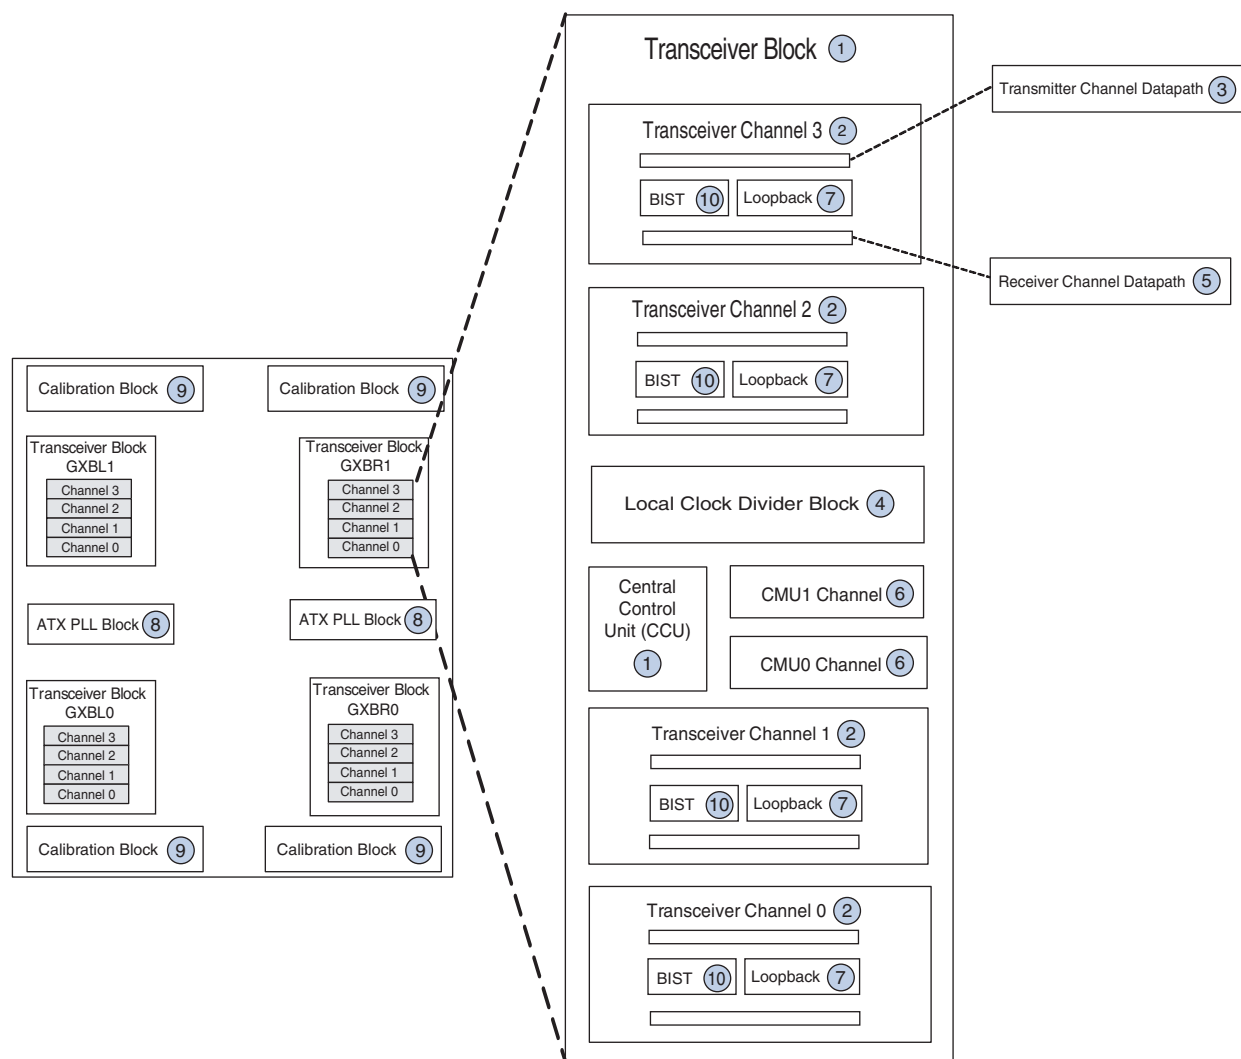 Transceiver Block 1
Transmitter Channel Datapath 3
Transceiver Channel 3 2
BIST 10
Loopback 7
Receiver Channel Datapath 5
Transceiver Channel 2 2
BIST 10
Loopback 7
Local Clock Divider Block 4
Central
Control
Unit (CCU)
1
CMU1 Channel 6
CMU0 Channel 6
Transceiver Channel 1 2
BIST 10
Loopback 7
Transceiver Channel 0 2
BIST 10
Loopback 7
Calibration Block 9
Calibration Block 9
Transceiver Block
GXBL1
Channel 3
Channel 2
Channel 1
Channel 0
Transceiver Block
GXBR1
Channel 3
Channel 2
Channel 1
Channel 0
ATX PLL Block 8
ATX PLL Block 8
Transceiver Block
GXBL0
Channel 3
Channel 2
Channel 1
Channel 0
Transceiver Block
GXBR0
Channel 3
Channel 2
Channel 1
Channel 0
Calibration Block 9
Calibration Block 9